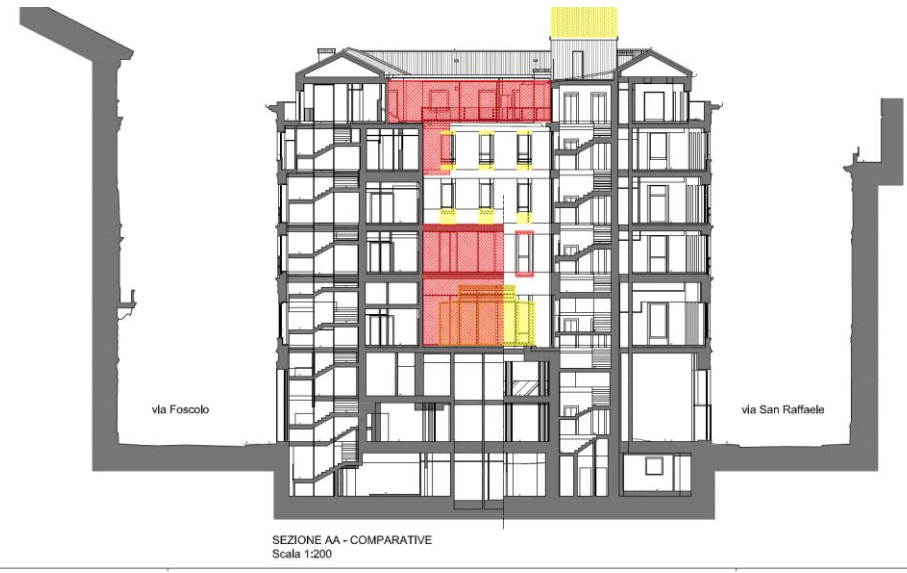 via Foscolo
via San Raffaele
SEZIONE AA - COMPARATIVE
Scala 1:200